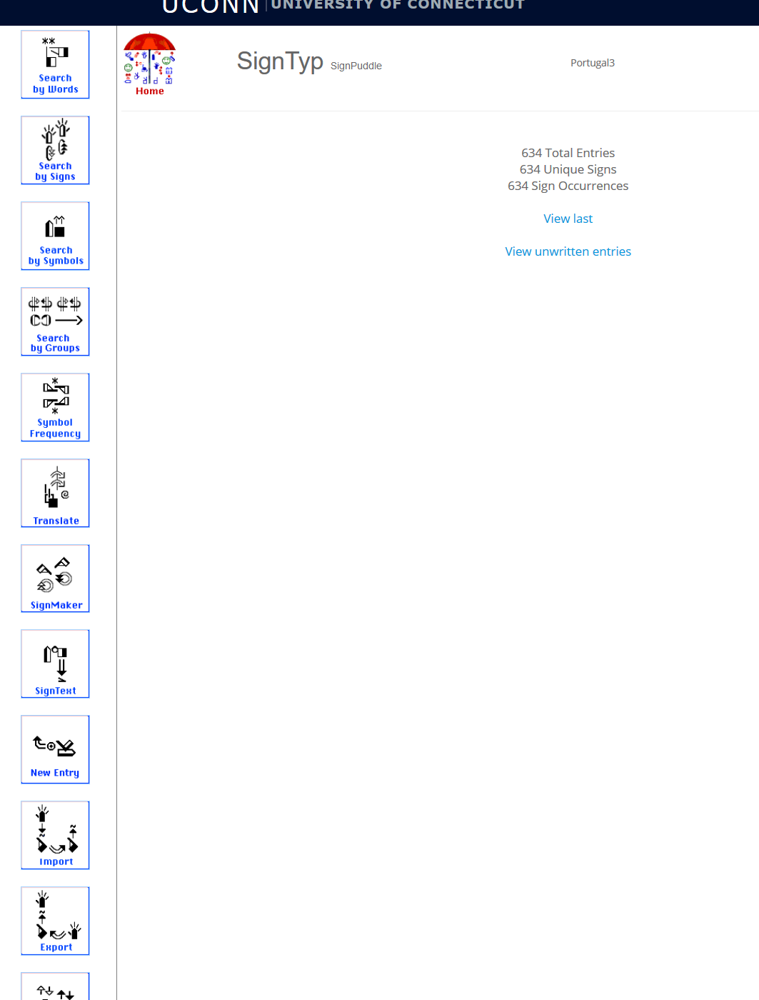 UCONN | UNIVERSITY OF CONNECTICUT
Search
by Words
Home
SignTyp SignPuddle
Portugal3
634 Total Entries
634 Unique Signs
634 Sign Occurrences
View last
View unwritten entries
Search
by Signs
Search
by Symbols
Search
by Groups
Symbol
Frequency
Translate
SignMaker
SignText
New Entry
Import
Export